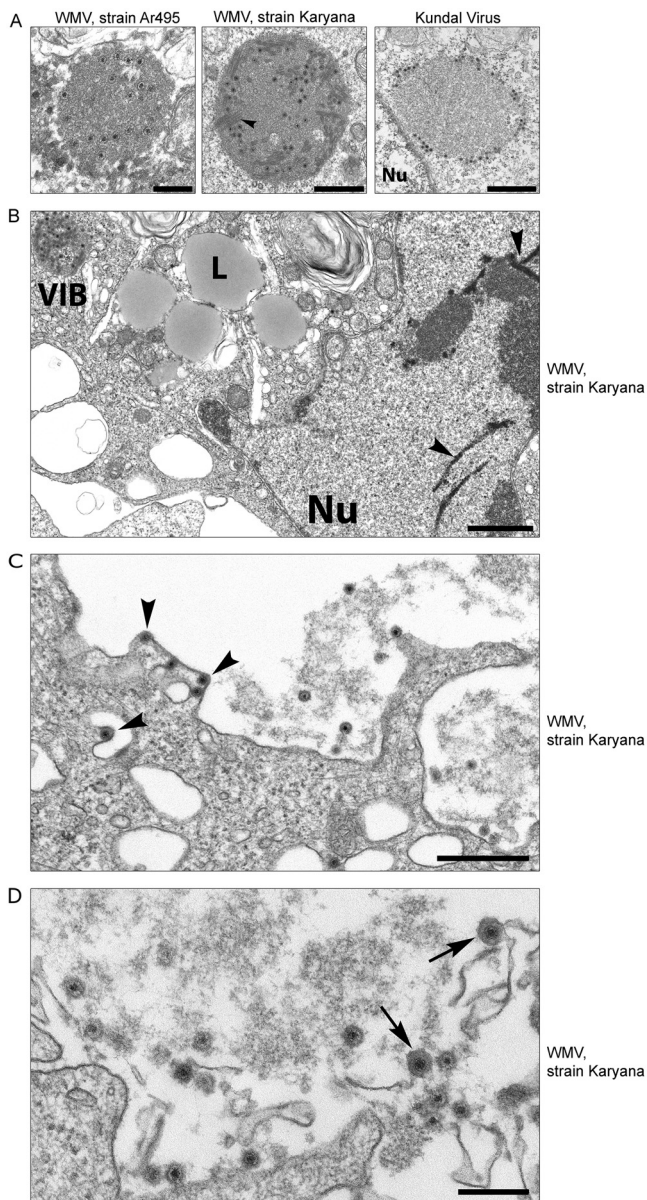 A
WMV, strain Ar495
WMV, strain Karyana
Kundal Virus
Nu
B
VIB
L
Nu
WMV,
strain Karyana
C
WMV,
strain Karyana
D
WMV,
strain Karyana